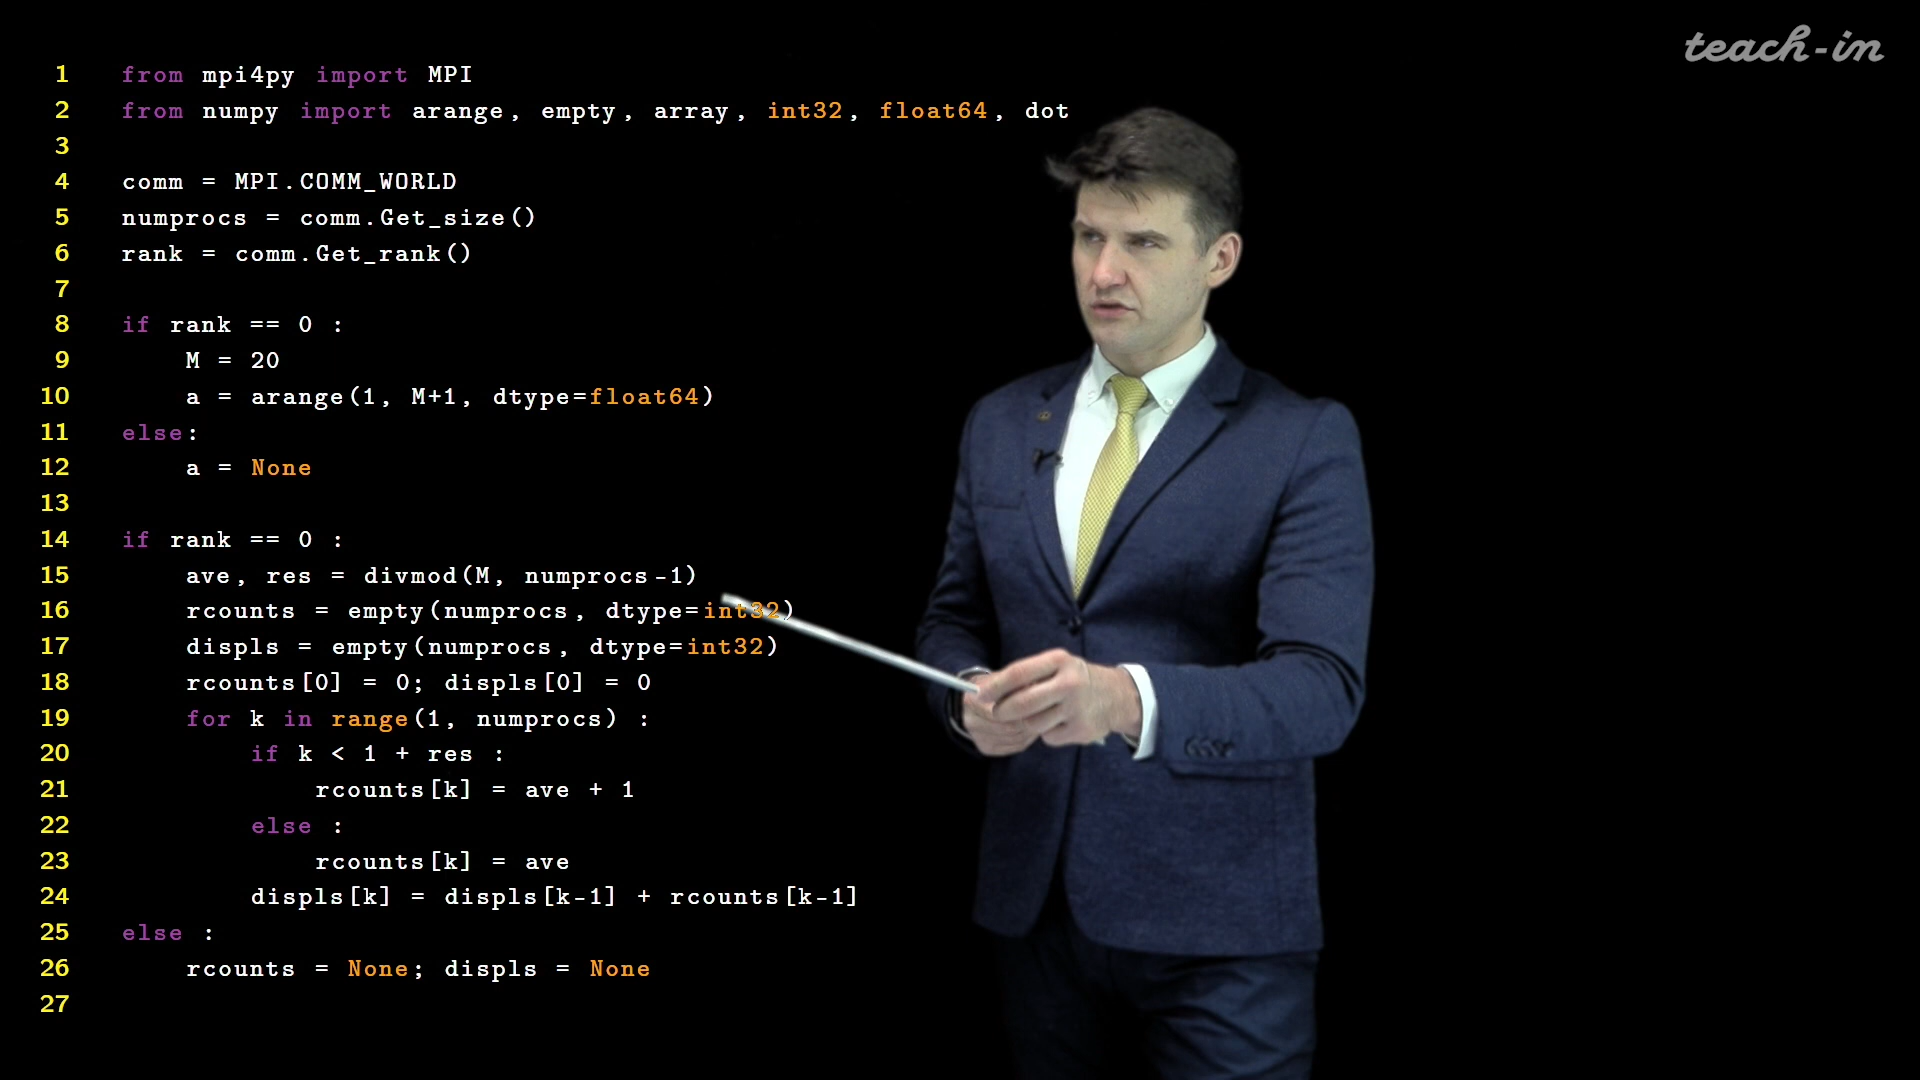 teach-in
1 from mpi4py import MPI
2 from numpy import arange, empty, array, int32, float64, dot
3
4 comm = MPI.COMM_WORLD
5 numprocs = comm.Get_size()
6 rank = comm.Get_rank()
7
8 if rank == 0 :
9     M = 20
10     a = arange(1, M+1, dtype=float64)
11 else:
12     a = None
13
14 if rank == 0 :
15     ave, res = divmod(M, numprocs-1)
16     rcounts = empty(numprocs, dtype=int32)
17     displs = empty(numprocs, dtype=int32)
18     rcounts[0] = 0; displs[0] = 0
19     for k in range(1, numprocs) :
20         if k < 1 + res :
21             rcounts[k] = ave + 1
22         else :
23             rcounts[k] = ave
24         displs[k] = displs[k-1] + rcounts[k-1]
25 else :
26     rcounts = None; displs = None
27